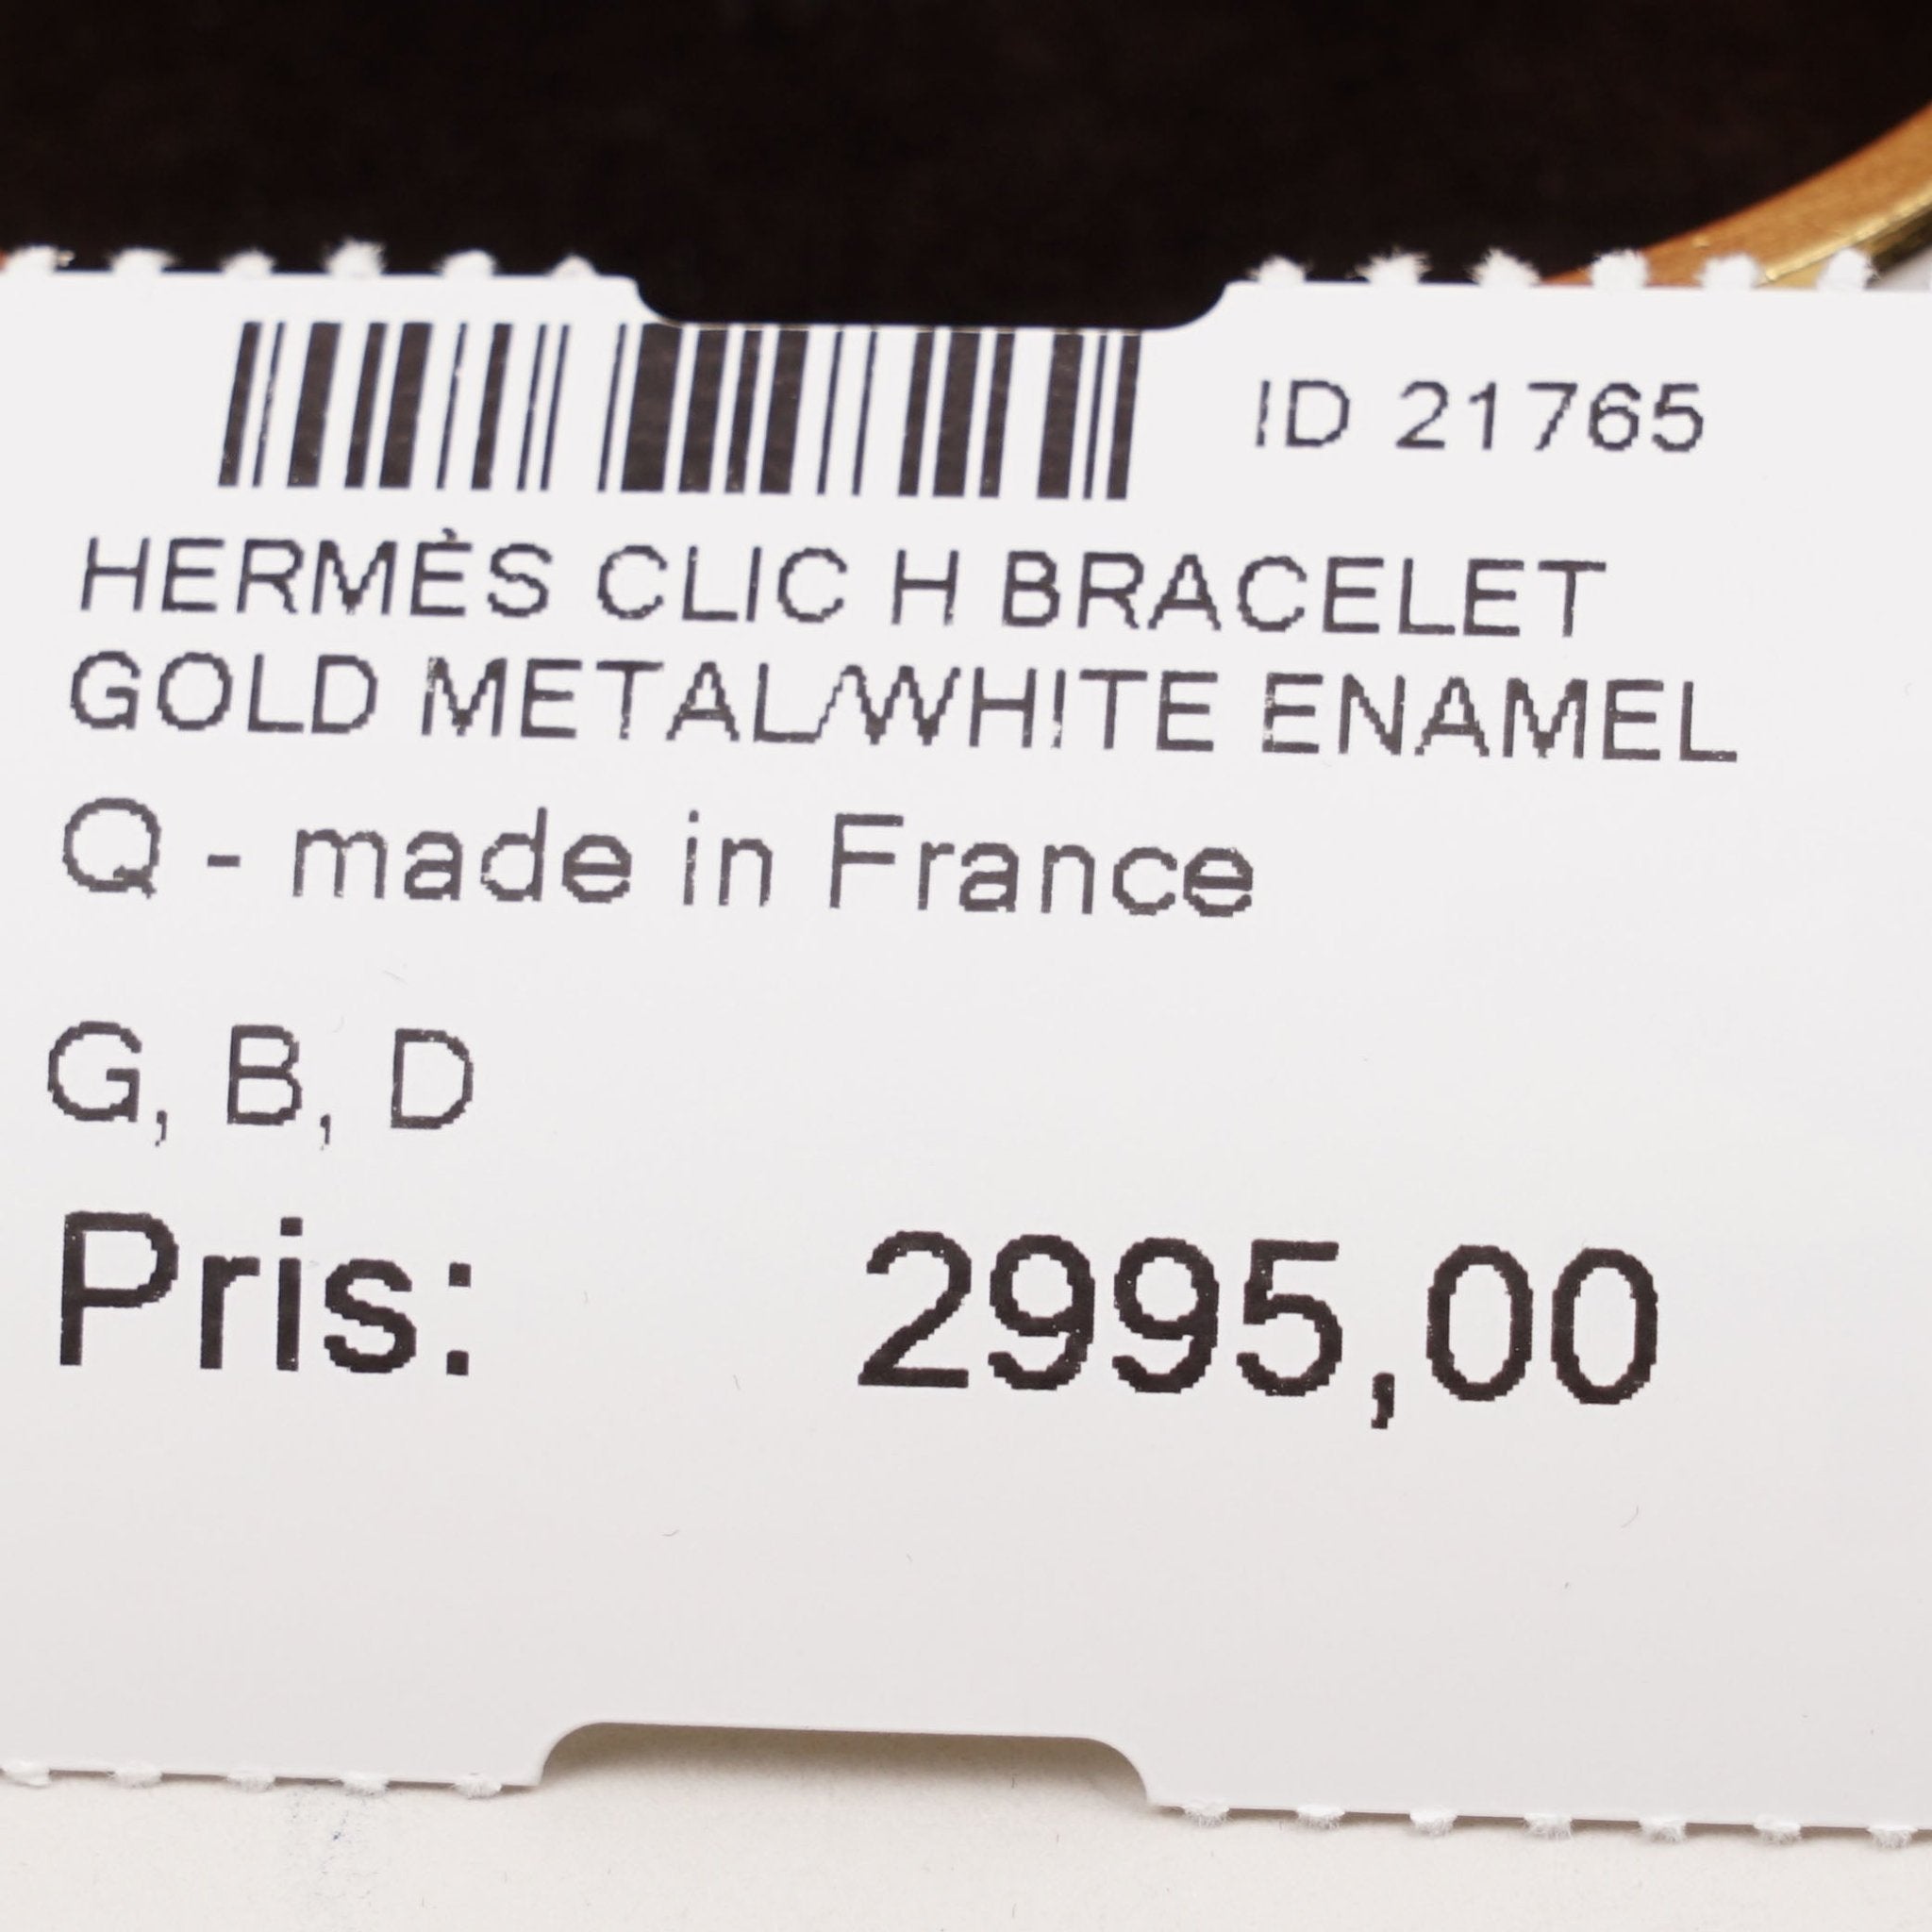 ID 21765
HERMÈS CLIC H BRACELET
GOLD METAL/WHITE ENAMEL
Q - made in France
G, B, D
Pris: 2995,00